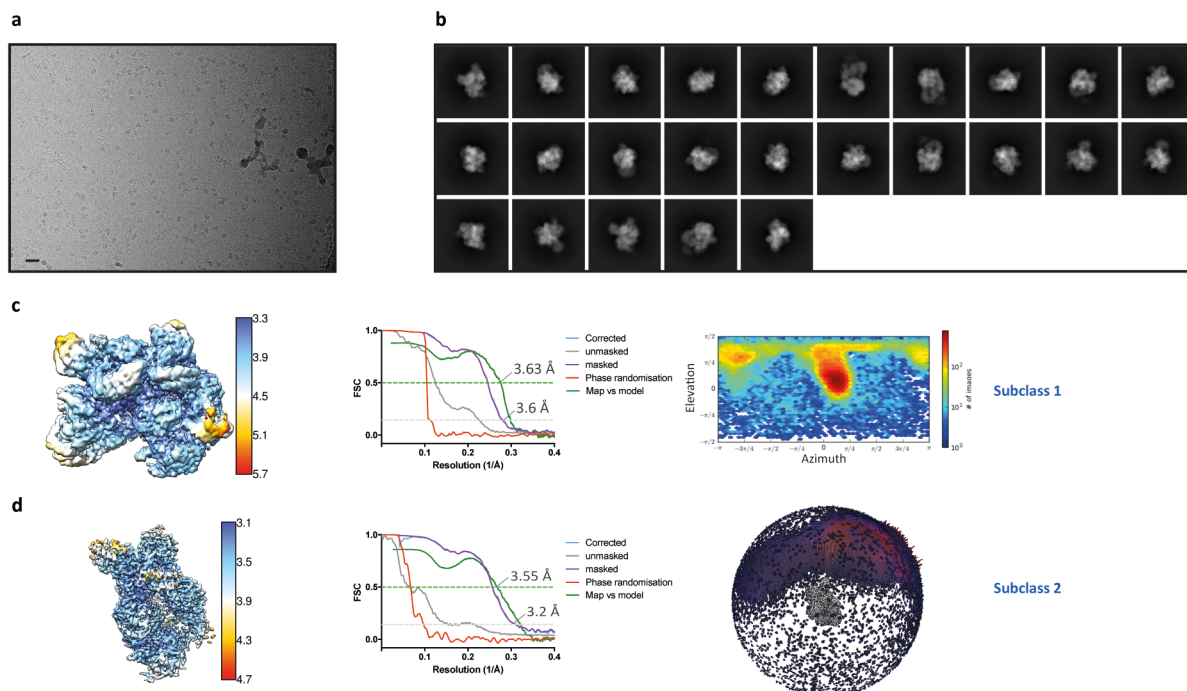 a
b
c
3.3
3.9
4.5
5.1
5.7
FSC
1.0
0.5
0.0
0.1
0.2
0.3
0.4
Resolution (1/Å)
Corrected
unmasked
masked
Phase randomisation
Map vs model
3.63 Å
3.6 Å
Elevation
π/2
π/4
0
−π/4
−π/2
−π
−3π/4
−π/2
−π/4
0
π/4
π/2
3π/4
π
Azimuth
10²
10¹
10⁰
# of images
Subclass 1
d
3.1
3.5
3.9
4.3
4.7
FSC
1.0
0.5
0.0
0.1
0.2
0.3
0.4
Resolution (1/Å)
Corrected
unmasked
masked
Phase randomisation
Map vs model
3.55 Å
3.2 Å
Subclass 2